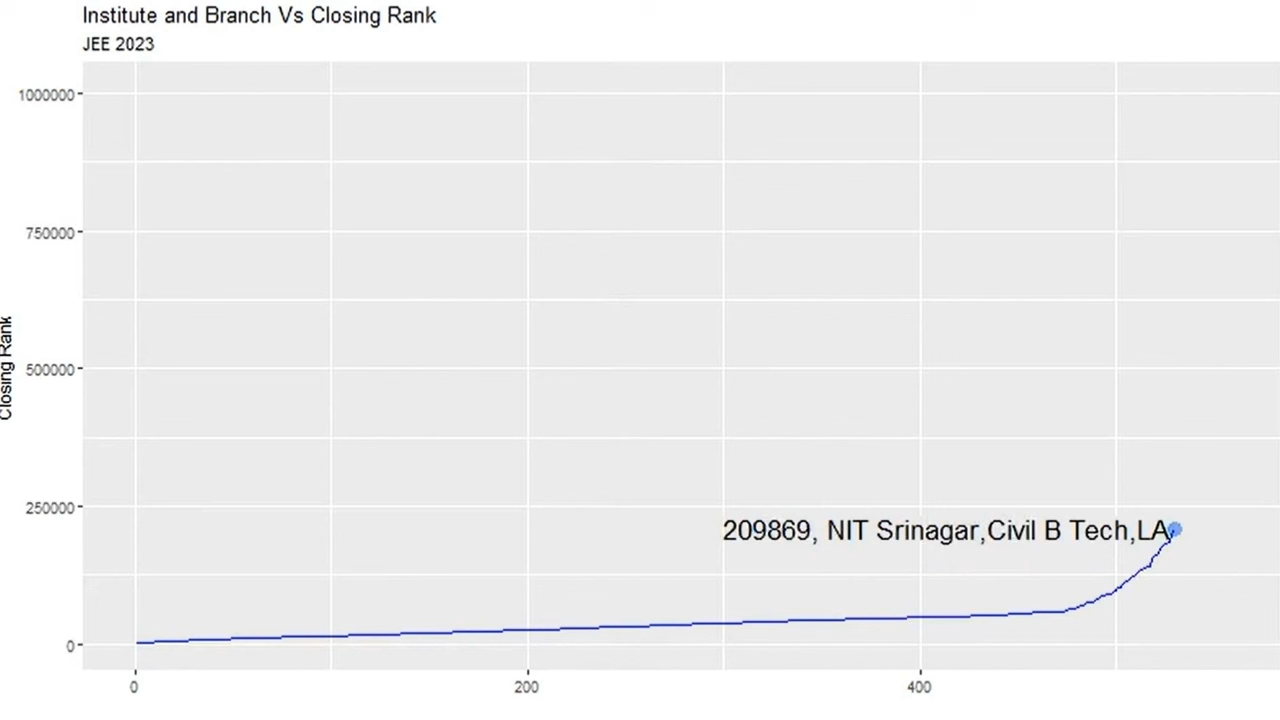 Institute and Branch Vs Closing Rank
JEE 2023
1000000
750000
500000
250000
0
Closing Rank
209869, NIT Srinagar,Civil B Tech,LA
0
200
400